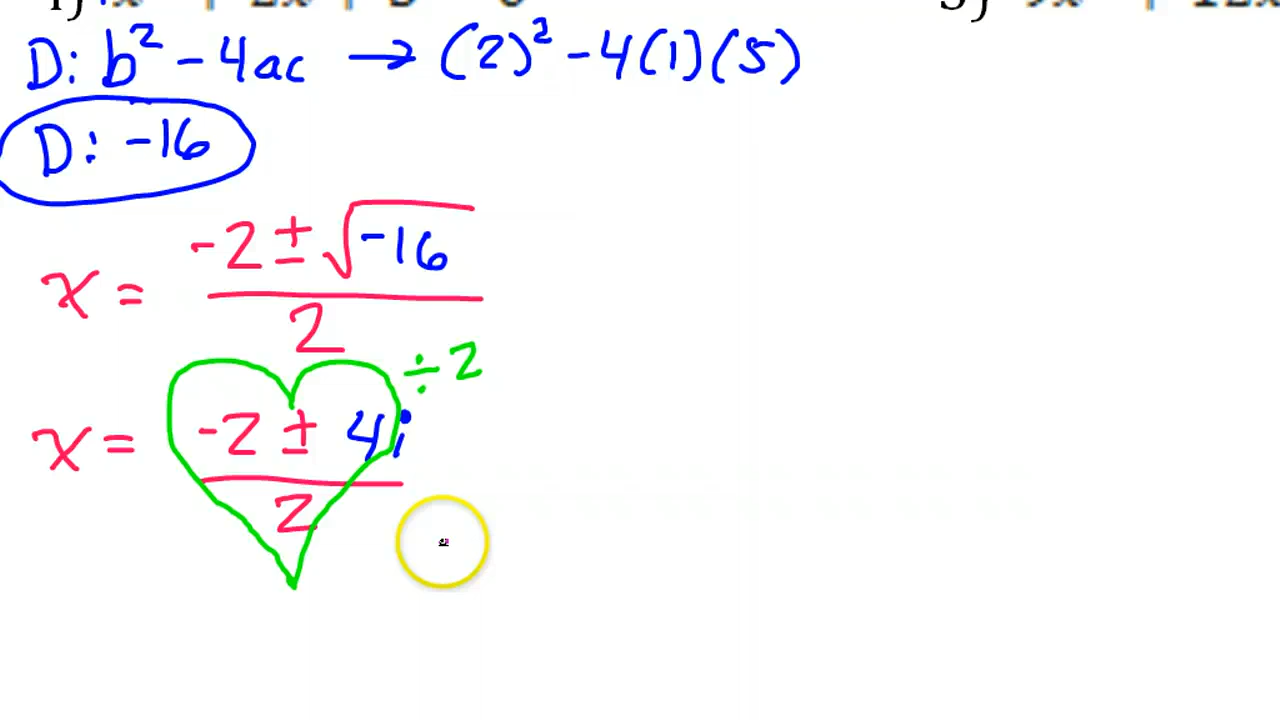 D: b² - 4ac → (2)² - 4(1)(5)
D: -16
x = (-2 ± √-16) / 2
÷2
x = (-2 ± 4i) / 2